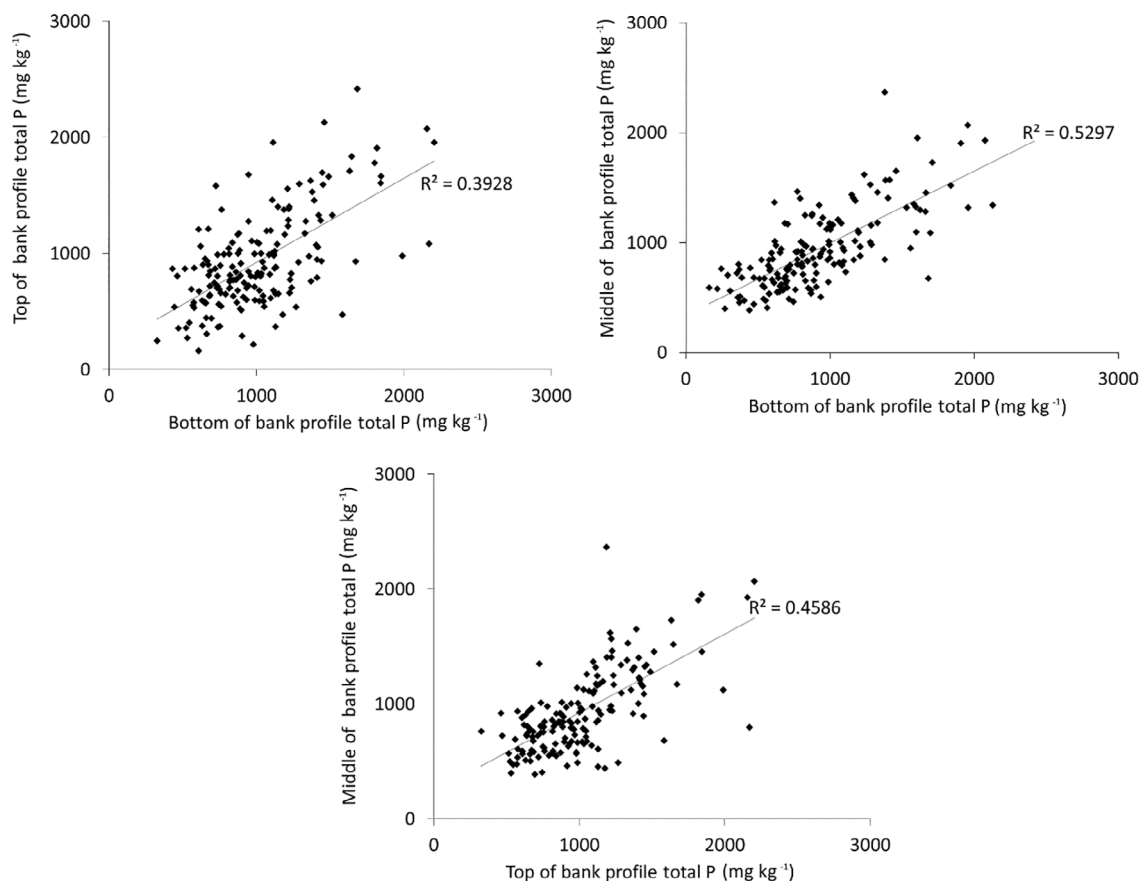 Top of bank profile total P (mg kg⁻¹)
3000
2000
1000
0
0
1000
2000
3000
R² = 0.3928
Bottom of bank profile total P (mg kg⁻¹)
Middle of bank profile total P (mg kg⁻¹)
3000
2000
1000
0
0
1000
2000
3000
R² = 0.5297
Bottom of bank profile total P (mg kg⁻¹)
Middle of bank profile total P (mg kg⁻¹)
3000
2000
1000
0
0
1000
2000
3000
R² = 0.4586
Top of bank profile total P (mg kg⁻¹)